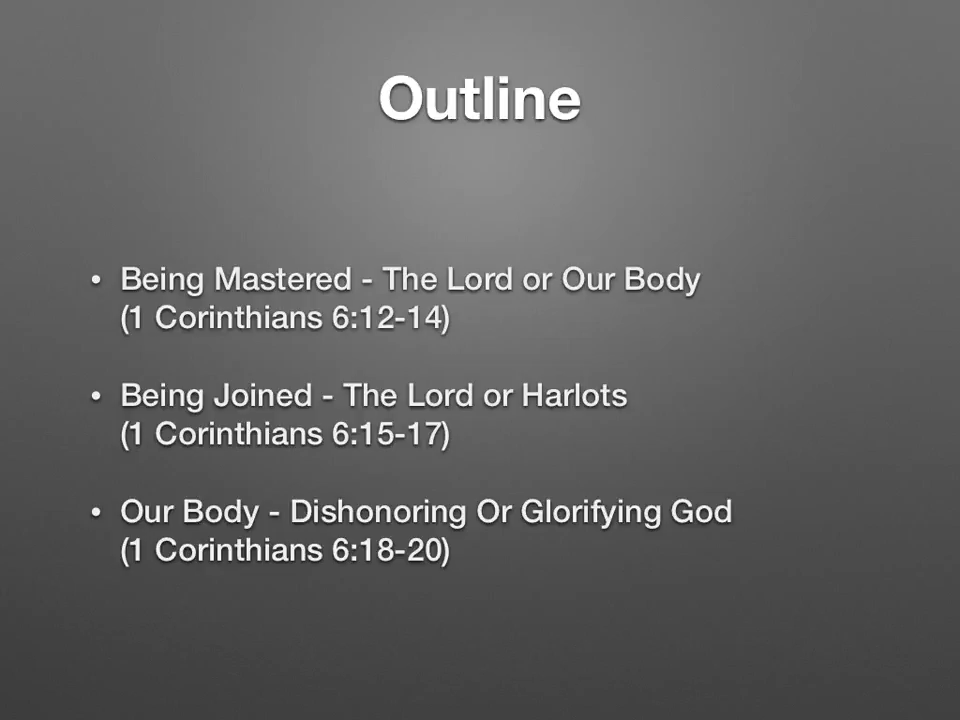 Outline
• Being Mastered - The Lord or Our Body
(1 Corinthians 6:12-14)
• Being Joined - The Lord or Harlots
(1 Corinthians 6:15-17)
• Our Body - Dishonoring Or Glorifying God
(1 Corinthians 6:18-20)